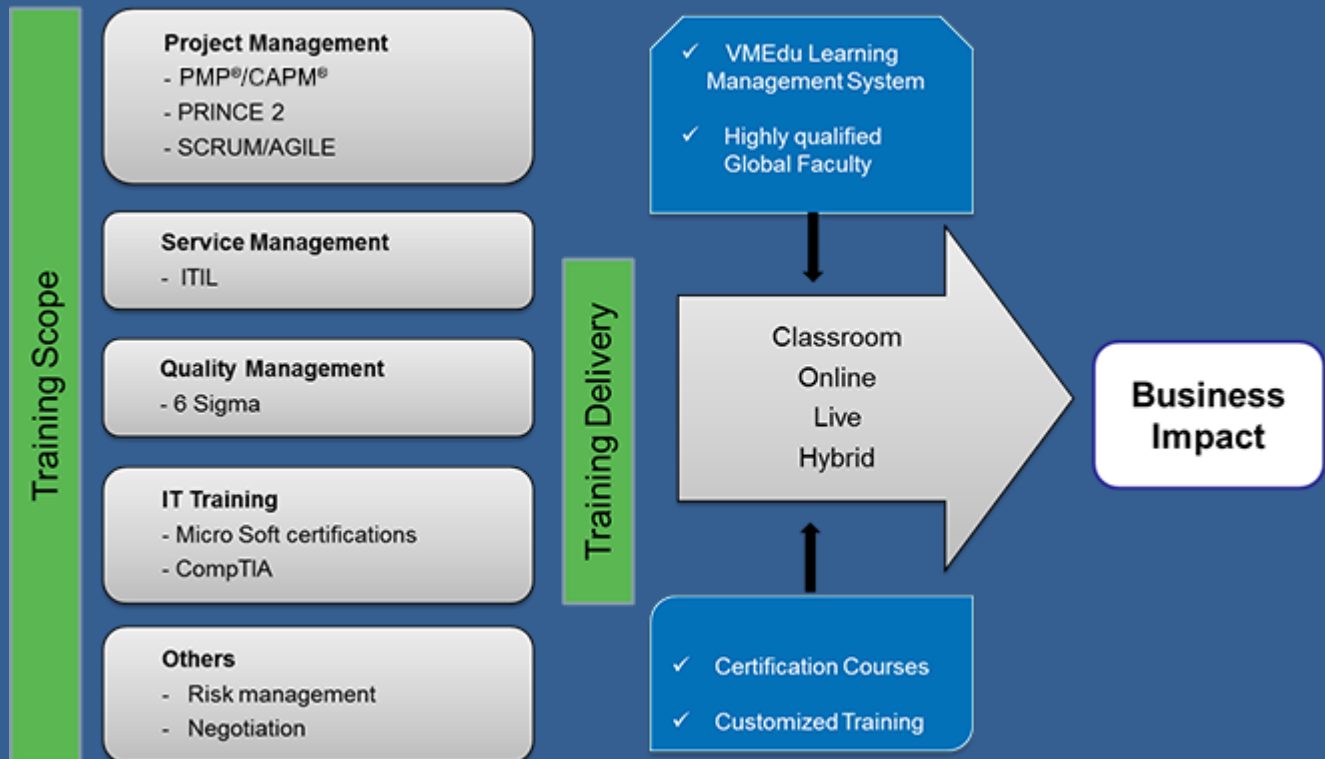 Training Scope
Project Management
- PMP®/CAPM®
- PRINCE 2
- SCRUM/AGILE
Service Management
- ITIL
Quality Management
- 6 Sigma
IT Training
- Micro Soft certifications
- CompTIA
Others
- Risk management
- Negotiation
Training Delivery
✓ VMEdu Learning
Management System
✓ Highly qualified
Global Faculty
Classroom
Online
Live
Hybrid
✓ Certification Courses
✓ Customized Training
Business
Impact